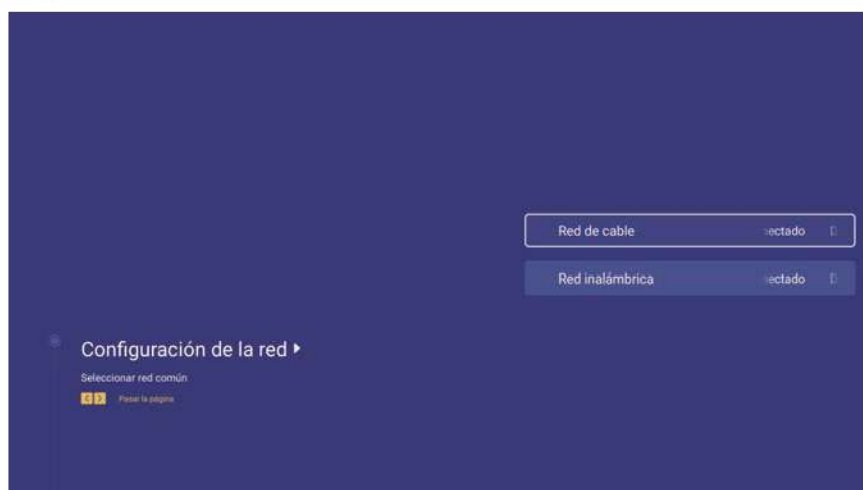 Red de cable
ectado
Red inalámbrica
ectado
Configuración de la red
Seleccionar red común
Pasar la página